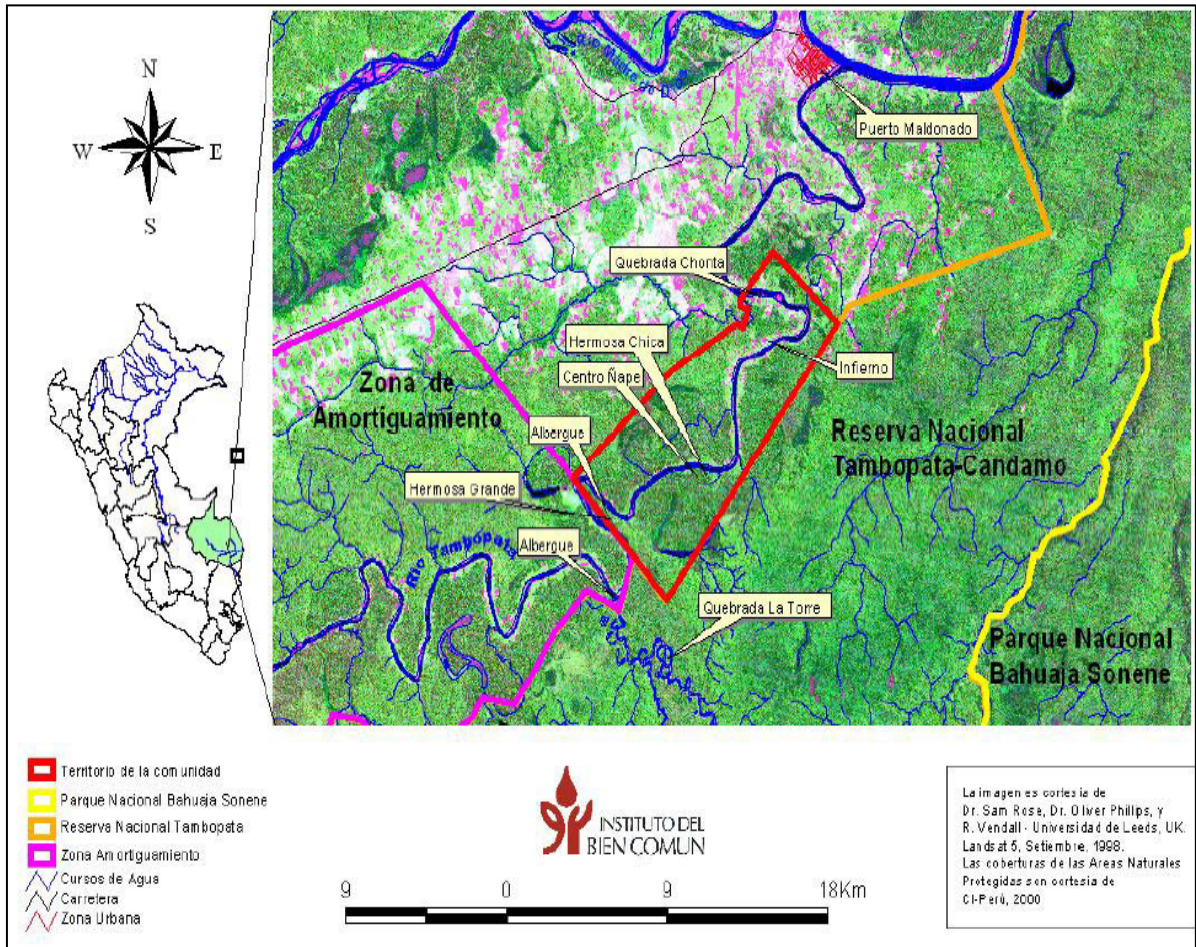 N
W
E
S
Puerto Maldonado
Quebrada Chonta
Hermosa Chica
Centro Ñape
Infierno
Zona de
Amortiguamiento
Albergue
Reserva Nacional
Tambopata-Candamo
Hermosa Grande
Albergue
Rio Tambopata
Quebrada La Torre
Parque Nacional
Bahuaja Sonene
Territorio de la comunidad
Parque Nacional Bahuaja Sonene
Reserva Nacional Tambopata
Zona Amortiguamiento
Cursos de Agua
Carretera
Zona Urbana
INSTITUTO DEL
BIEN COMUN
9 0 9 18Km
La imagen es cortesia de
Dr. Sam Rose, Dr. Oliver Phillips, y
R. Vendall - Universidad de Leeds, UK.
Landsat 5, Setiembre, 1998.
Las coberturas de las Areas Naturales
Protegidas son cortesia de
CI-Perú, 2000